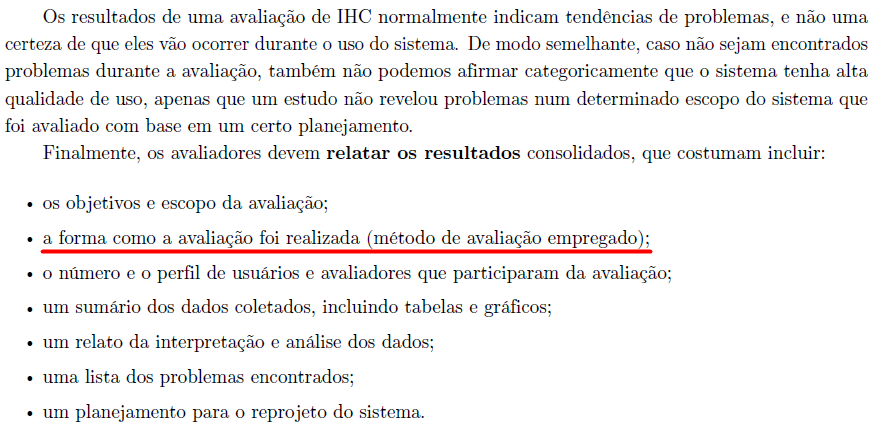 Os resultados de uma avaliação de IHC normalmente indicam tendências de problemas, e não uma
certeza de que eles vão ocorrer durante o uso do sistema. De modo semelhante, caso não sejam encontrados
problemas durante a avaliação, também não podemos afirmar categoricamente que o sistema tenha alta
qualidade de uso, apenas que um estudo não revelou problemas num determinado escopo do sistema que
foi avaliado com base em um certo planejamento.
Finalmente, os avaliadores devem relatar os resultados consolidados, que costumam incluir:
• os objetivos e escopo da avaliação;
• a forma como a avaliação foi realizada (método de avaliação empregado);
• o número e o perfil de usuários e avaliadores que participaram da avaliação;
• um sumário dos dados coletados, incluindo tabelas e gráficos;
• um relato da interpretação e análise dos dados;
• uma lista dos problemas encontrados;
• um planejamento para o reprojeto do sistema.